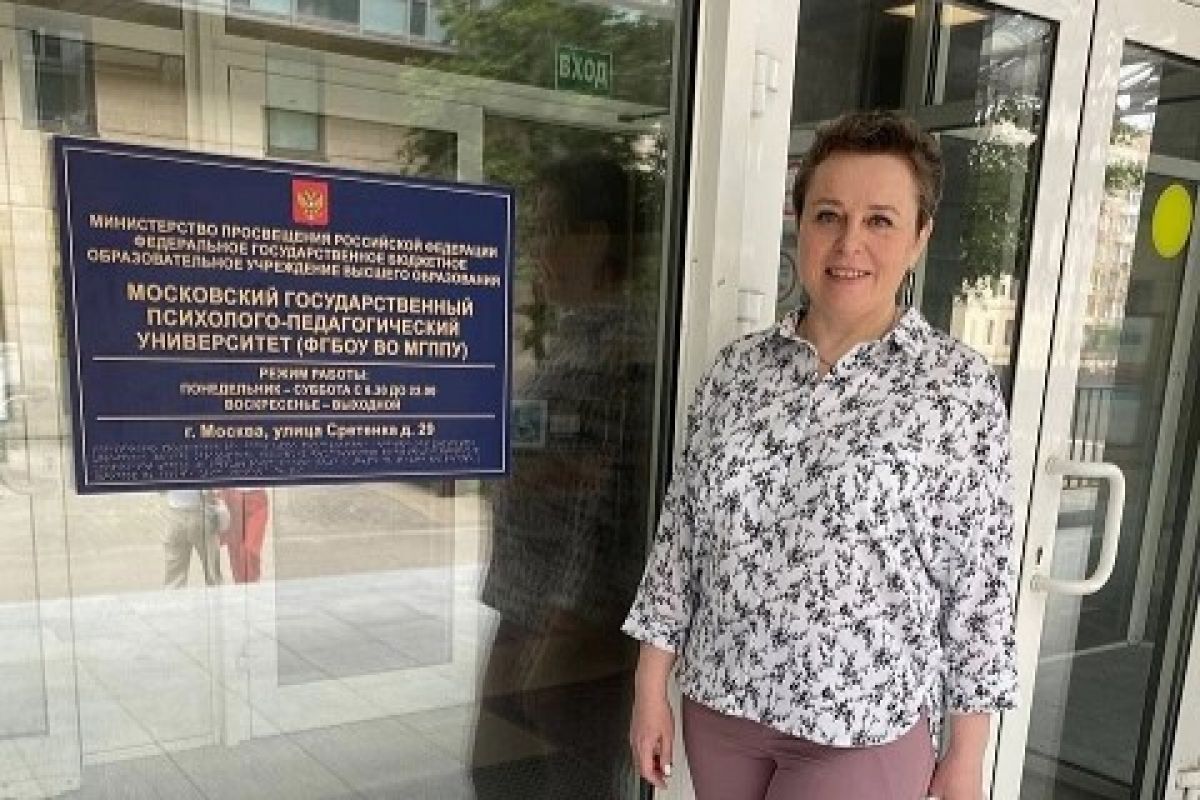 ВХОД
МИНИСТЕРСТВО ПРОСВЕЩЕНИЯ РОССИЙСКОЙ ФЕДЕРАЦИИ
ФЕДЕРАЛЬНОЕ ГОСУДАРСТВЕННОЕ БЮДЖЕТНОЕ
ОБРАЗОВАТЕЛЬНОЕ УЧРЕЖДЕНИЕ ВЫСШЕГО ОБРАЗОВАНИЯ
МОСКОВСКИЙ ГОСУДАРСТВЕННЫЙ
ПСИХОЛОГО-ПЕДАГОГИЧЕСКИЙ
УНИВЕРСИТЕТ (ФГБОУ ВО МГППУ)
РЕЖИМ РАБОТЫ:
ПОНЕДЕЛЬНИК – СУББОТА С ДО
ВОСКРЕСЕНЬЕ – ВЫХОДНОЙ
г. Москва, улица Сретенка д. 29